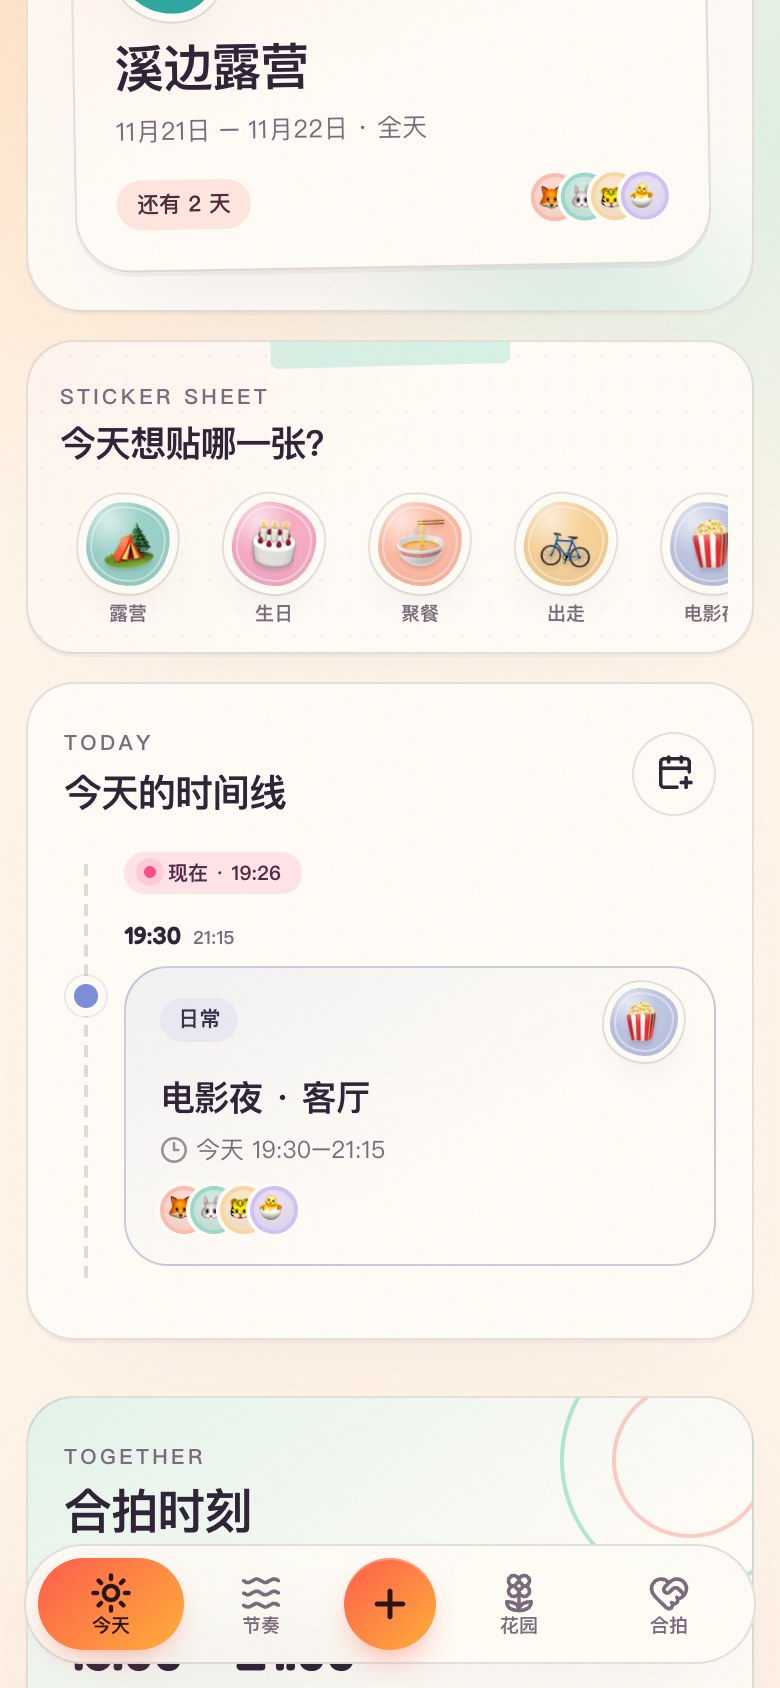 溪边露营
11月21日 — 11月22日 · 全天
还有 2 天
STICKER SHEET
今天想贴哪一张?
露营 生日 聚餐 出走 电影
TODAY
今天的时间线
现在 · 19:26
19:30 21:15
日常
电影夜 · 客厅
今天 19:30—21:15
TOGETHER
合拍时刻
今天 节奏 花园 合拍